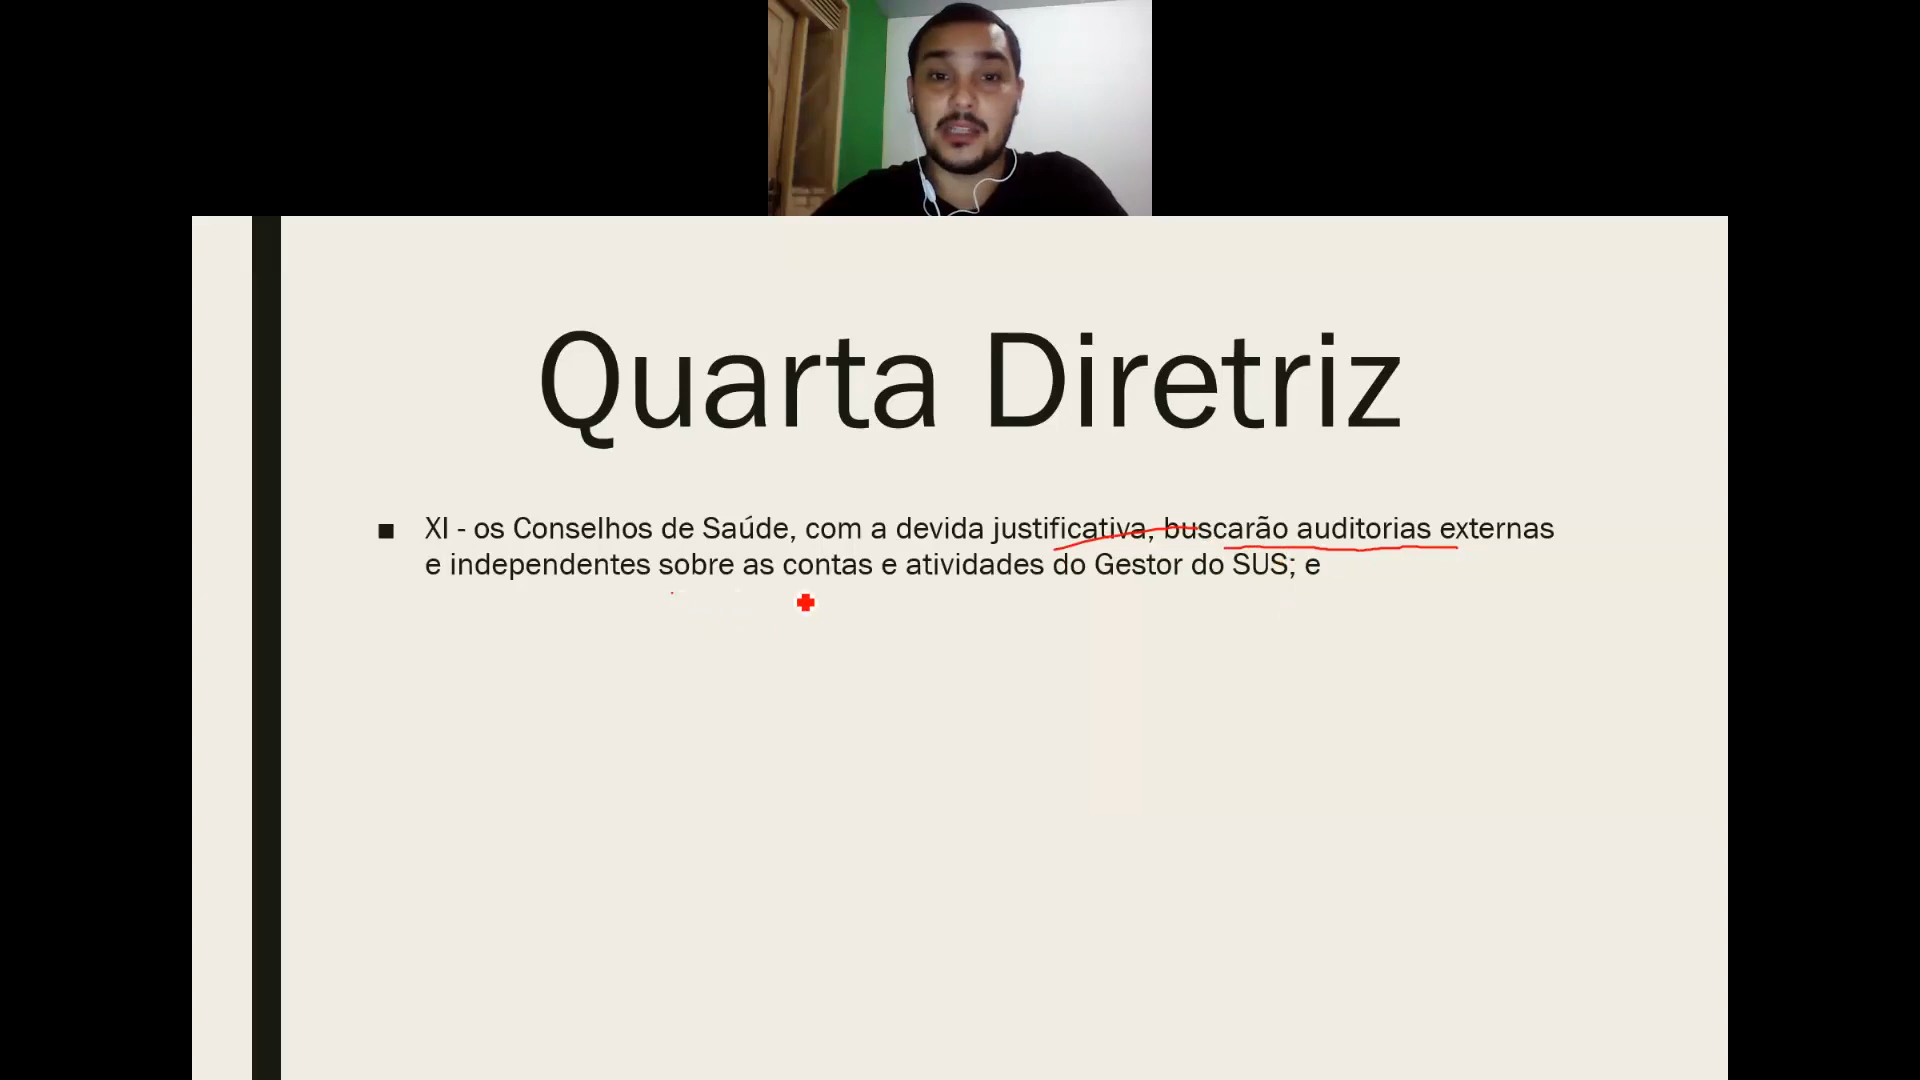 Quarta Diretriz
■ XI - os Conselhos de Saúde, com a devida justificativa, buscarão auditorias externas
e independentes sobre as contas e atividades do Gestor do SUS; e